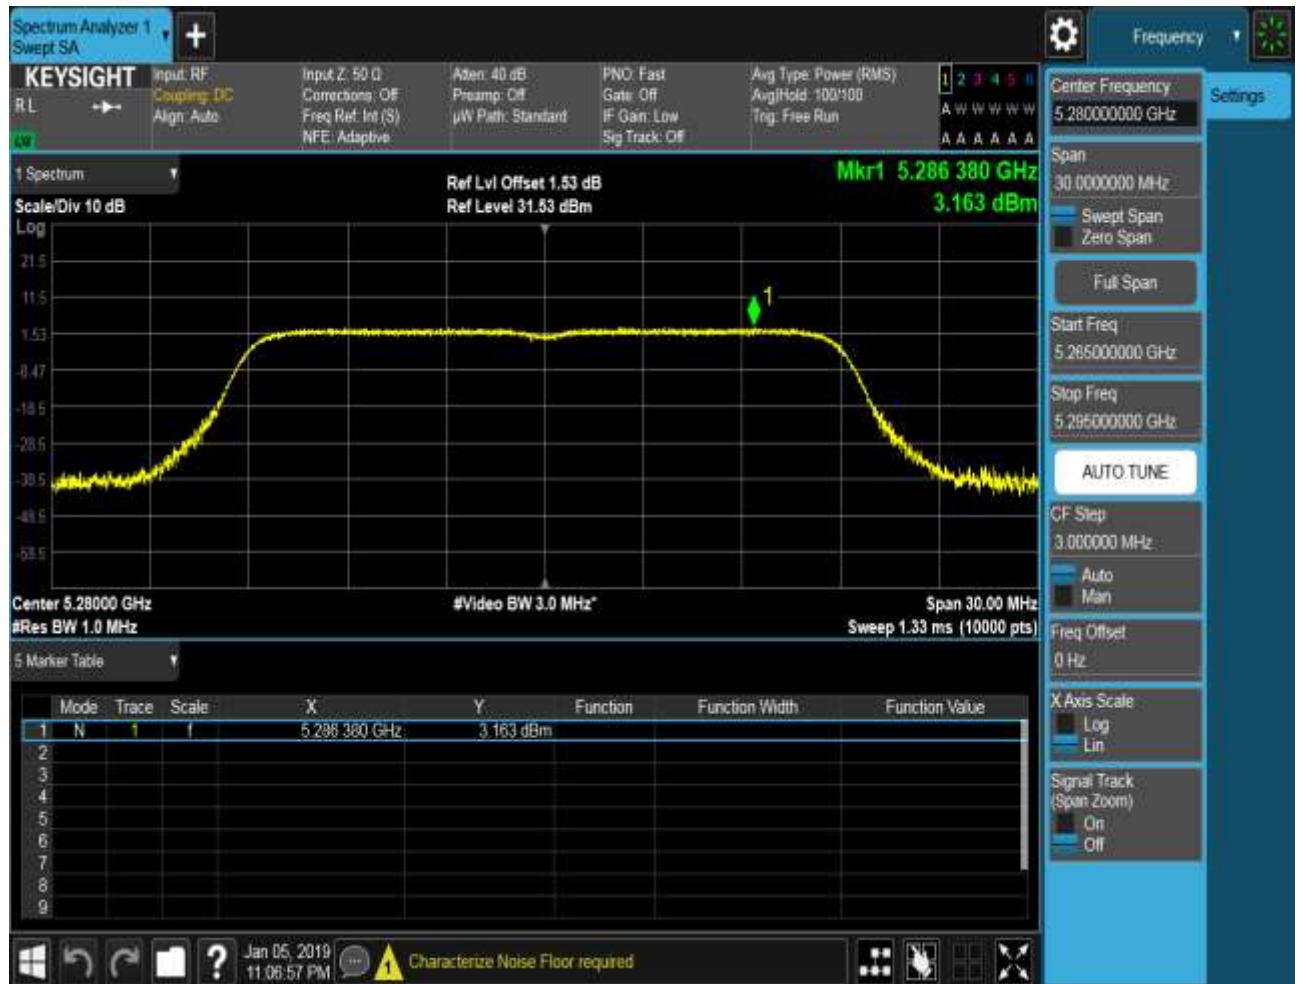 Spectrum Analyzer 1
Swept SA
+
Frequency
KEYSIGHT
RL
Input: RF
Coupling: DC
Align: Auto
Input Z: 50 Ω
Corrections: Off
Freq Ref: Int (S)
NFE: Adaptive
Atten: 40 dB
Preamp: Off
µW Path: Standard
PNO: Fast
Gate: Off
IF Gain: Low
Sig Track: Off
Avg Type: Power (RMS)
Avg|Hold: 100/100
Trig: Free Run
1 2 3 4 5 6
A W W W W W
A A A A A A
1 Spectrum
Scale/Div 10 dB
Log
Ref Lvl Offset 1.53 dB
Ref Level 31.53 dBm
Mkr1 5.286 380 GHz
3.163 dBm
21.5
11.5
1.53
-8.47
-18.5
-28.5
-38.5
-48.5
-58.5
1
Center 5.28000 GHz
#Res BW 1.0 MHz
#Video BW 3.0 MHz*
Span 30.00 MHz
Sweep 1.33 ms (10000 pts)
5 Marker Table
Mode Trace Scale X Y Function Function Width Function Value
1 N 1 f 5.286 380 GHz 3.163 dBm
2
3
4
5
6
7
8
9
Center Frequency
5.280000000 GHz
Settings
Span
30.0000000 MHz
Swept Span
Zero Span
Full Span
Start Freq
5.265000000 GHz
Stop Freq
5.295000000 GHz
AUTO TUNE
CF Step
3.000000 MHz
Auto
Man
Freq Offset
0 Hz
X Axis Scale
Log
Lin
Signal Track
(Span Zoom)
On
Off
?
Jan 05, 2019
11:06:57 PM
1
Characterize Noise Floor required